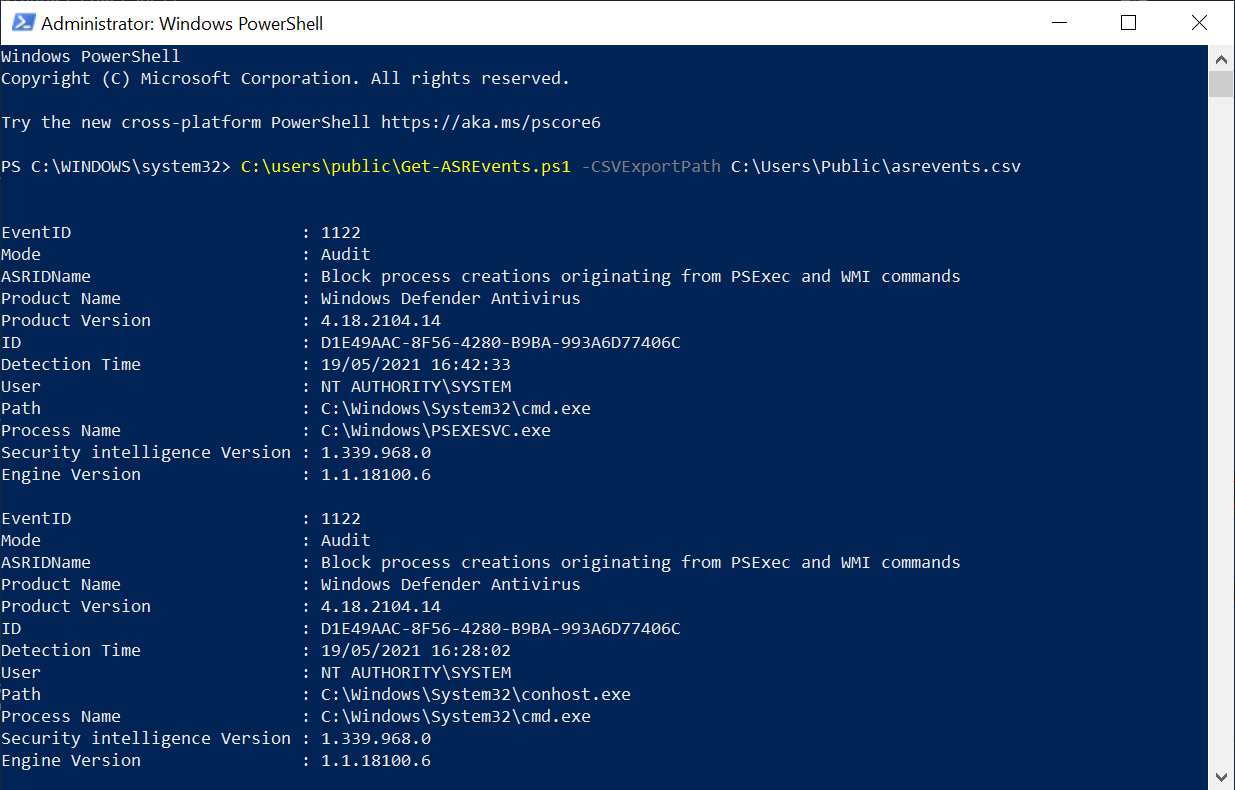 Administrator: Windows PowerShell
Windows PowerShell
Copyright (C) Microsoft Corporation. All rights reserved.
Try the new cross-platform PowerShell https://aka.ms/pscore6
PS C:\WINDOWS\system32> C:\users\public\Get-ASREvents.ps1 -CSVExportPath C:\Users\Public\asrevents.csv
EventID                       : 1122
Mode                          : Audit
ASRIDName                     : Block process creations originating from PSExec and WMI commands
Product Name                  : Windows Defender Antivirus
Product Version               : 4.18.2104.14
ID                            : D1E49AAC-8F56-4280-B9BA-993A6D77406C
Detection Time                : 19/05/2021 16:42:33
User                          : NT AUTHORITY\SYSTEM
Path                          : C:\Windows\System32\cmd.exe
Process Name                  : C:\Windows\PSEXESVC.exe
Security intelligence Version : 1.339.968.0
Engine Version                : 1.1.18100.6
EventID                       : 1122
Mode                          : Audit
ASRIDName                     : Block process creations originating from PSExec and WMI commands
Product Name                  : Windows Defender Antivirus
Product Version               : 4.18.2104.14
ID                            : D1E49AAC-8F56-4280-B9BA-993A6D77406C
Detection Time                : 19/05/2021 16:28:02
User                          : NT AUTHORITY\SYSTEM
Path                          : C:\Windows\System32\conhost.exe
Process Name                  : C:\Windows\System32\cmd.exe
Security intelligence Version : 1.339.968.0
Engine Version                : 1.1.18100.6